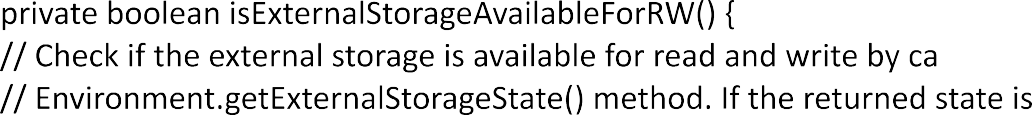 private boolean isExternalStorageAvailableForRW() {
// Check if the external storage is available for read and write by ca
// Environment.getExternalStorageState() method. If the returned state is